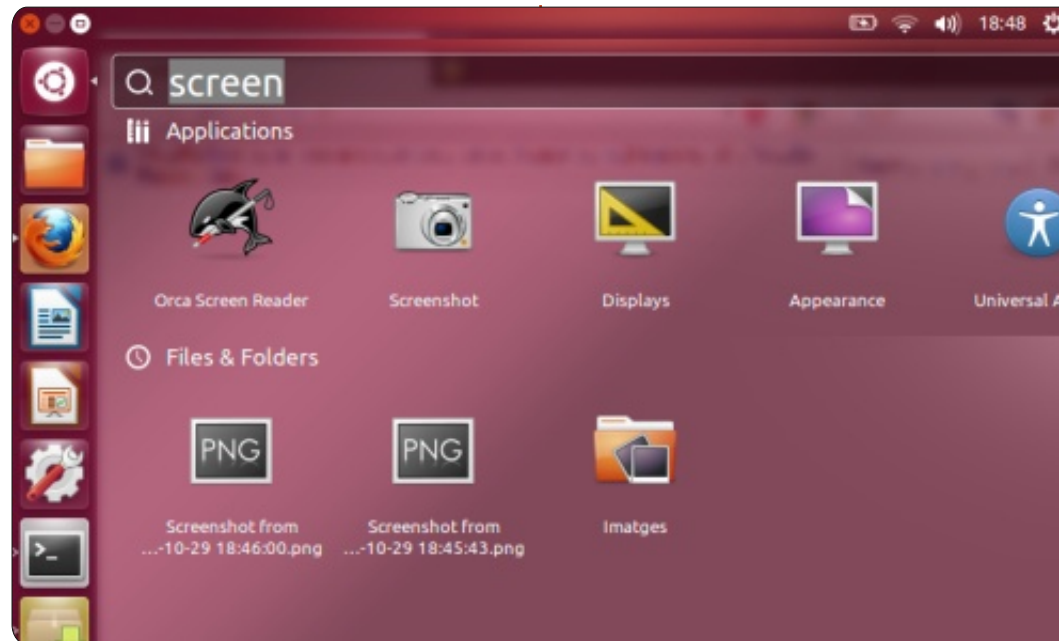 18:48
screen
Applications
Orca Screen Reader
Screenshot
Displays
Appearance
Universal A
Files & Folders
PNG
PNG
Screenshot from
...-10-29 18:46:00.png
Screenshot from
...-10-29 18:45:43.png
Imatges
>_